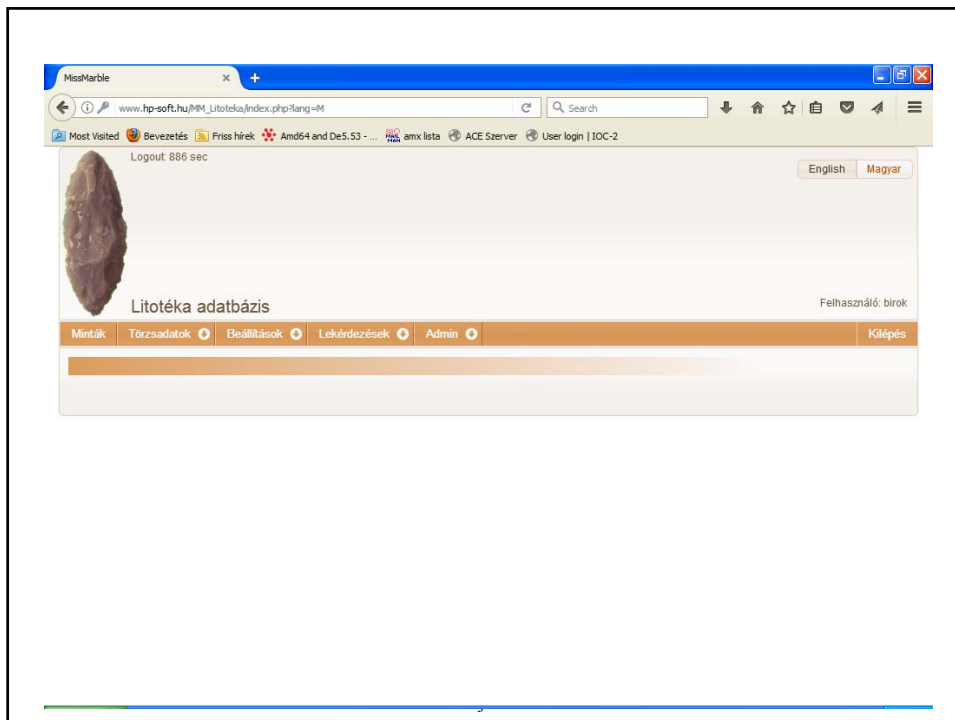 MissMarble
www.hp-soft.hu/MM_Litoteka/index.php?lang=M
Search
Most Visited Bevezetés Friss hírek Amd64 and De5.53 - ... amx lista ACE Szerver User login | IOC-2
Logout: 886 sec
English Magyar
Litotéka adatbázis
Felhasználó: birok
Minták Törzsadatok Beállítások Lekérdezések Admin Kilépés